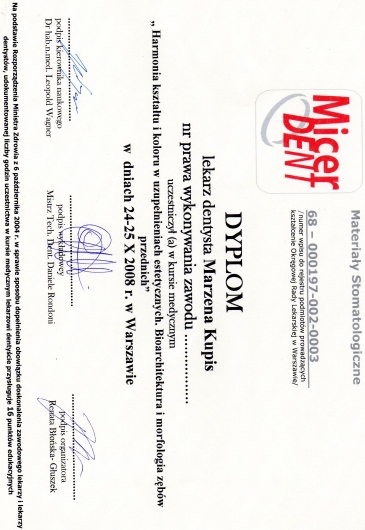 Micer
DENT
Materiały Stomatologiczne
68 – 000197-002-0003
/numer wpisu do rejestru podmiotów prowadzących
kształcenie Okręgowej Rady Lekarskiej w Warszawie/
DYPLOM
lekarz dentysta Marzena Kupis
nr prawa wykonywania zawodu ..................
uczestniczył (a) w kursie medycznym
„ Harmonia kształtu i koloru w uzupełnieniach estetycznych. Bioarchitektura i morfologia zębów
przednich”
w dniach 24-25 X 2008 r. w Warszawie
podpis kierownika naukowego
Dr hab.n.med. Leopold Wagner
podpis wykładowcy
Mistrz Tech. Dent. Daniele Rondoni
podpis organizatora
Renata Błońska- Głuszek
Na podstawie Rozporządzenia Ministra Zdrowia z 6 października 2004 r. w sprawie sposobu dopełnienia obowiązku doskonalenia zawodowego lekarzy i lekarzy
dentystów, udokumentowanej liczby godzin uczestnictwa w kursie medycznym lekarzowi dentyście przysługuje 16 punktów edukacyjnych